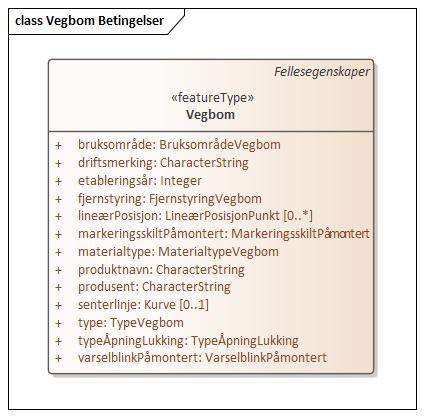 class Vegbom Betingelser
Fellesegenskaper
«featureType»
Vegbom
+ bruksområde: BruksområdeVegbom
+ driftsmerking: CharacterString
+ etableringsår: Integer
+ fjernstyring: FjernstyringVegbom
+ lineærPosisjon: LineærPosisjonPunkt [0..*]
+ markeringsskiltPåmontert: MarkeringsskiltPåmontert
+ materialtype: MaterialtypeVegbom
+ produktnavn: CharacterString
+ produsent: CharacterString
+ senterlinje: Kurve [0..1]
+ type: TypeVegbom
+ typeÅpningLukking: TypeÅpningLukking
+ varselblinkPåmontert: VarselblinkPåmontert